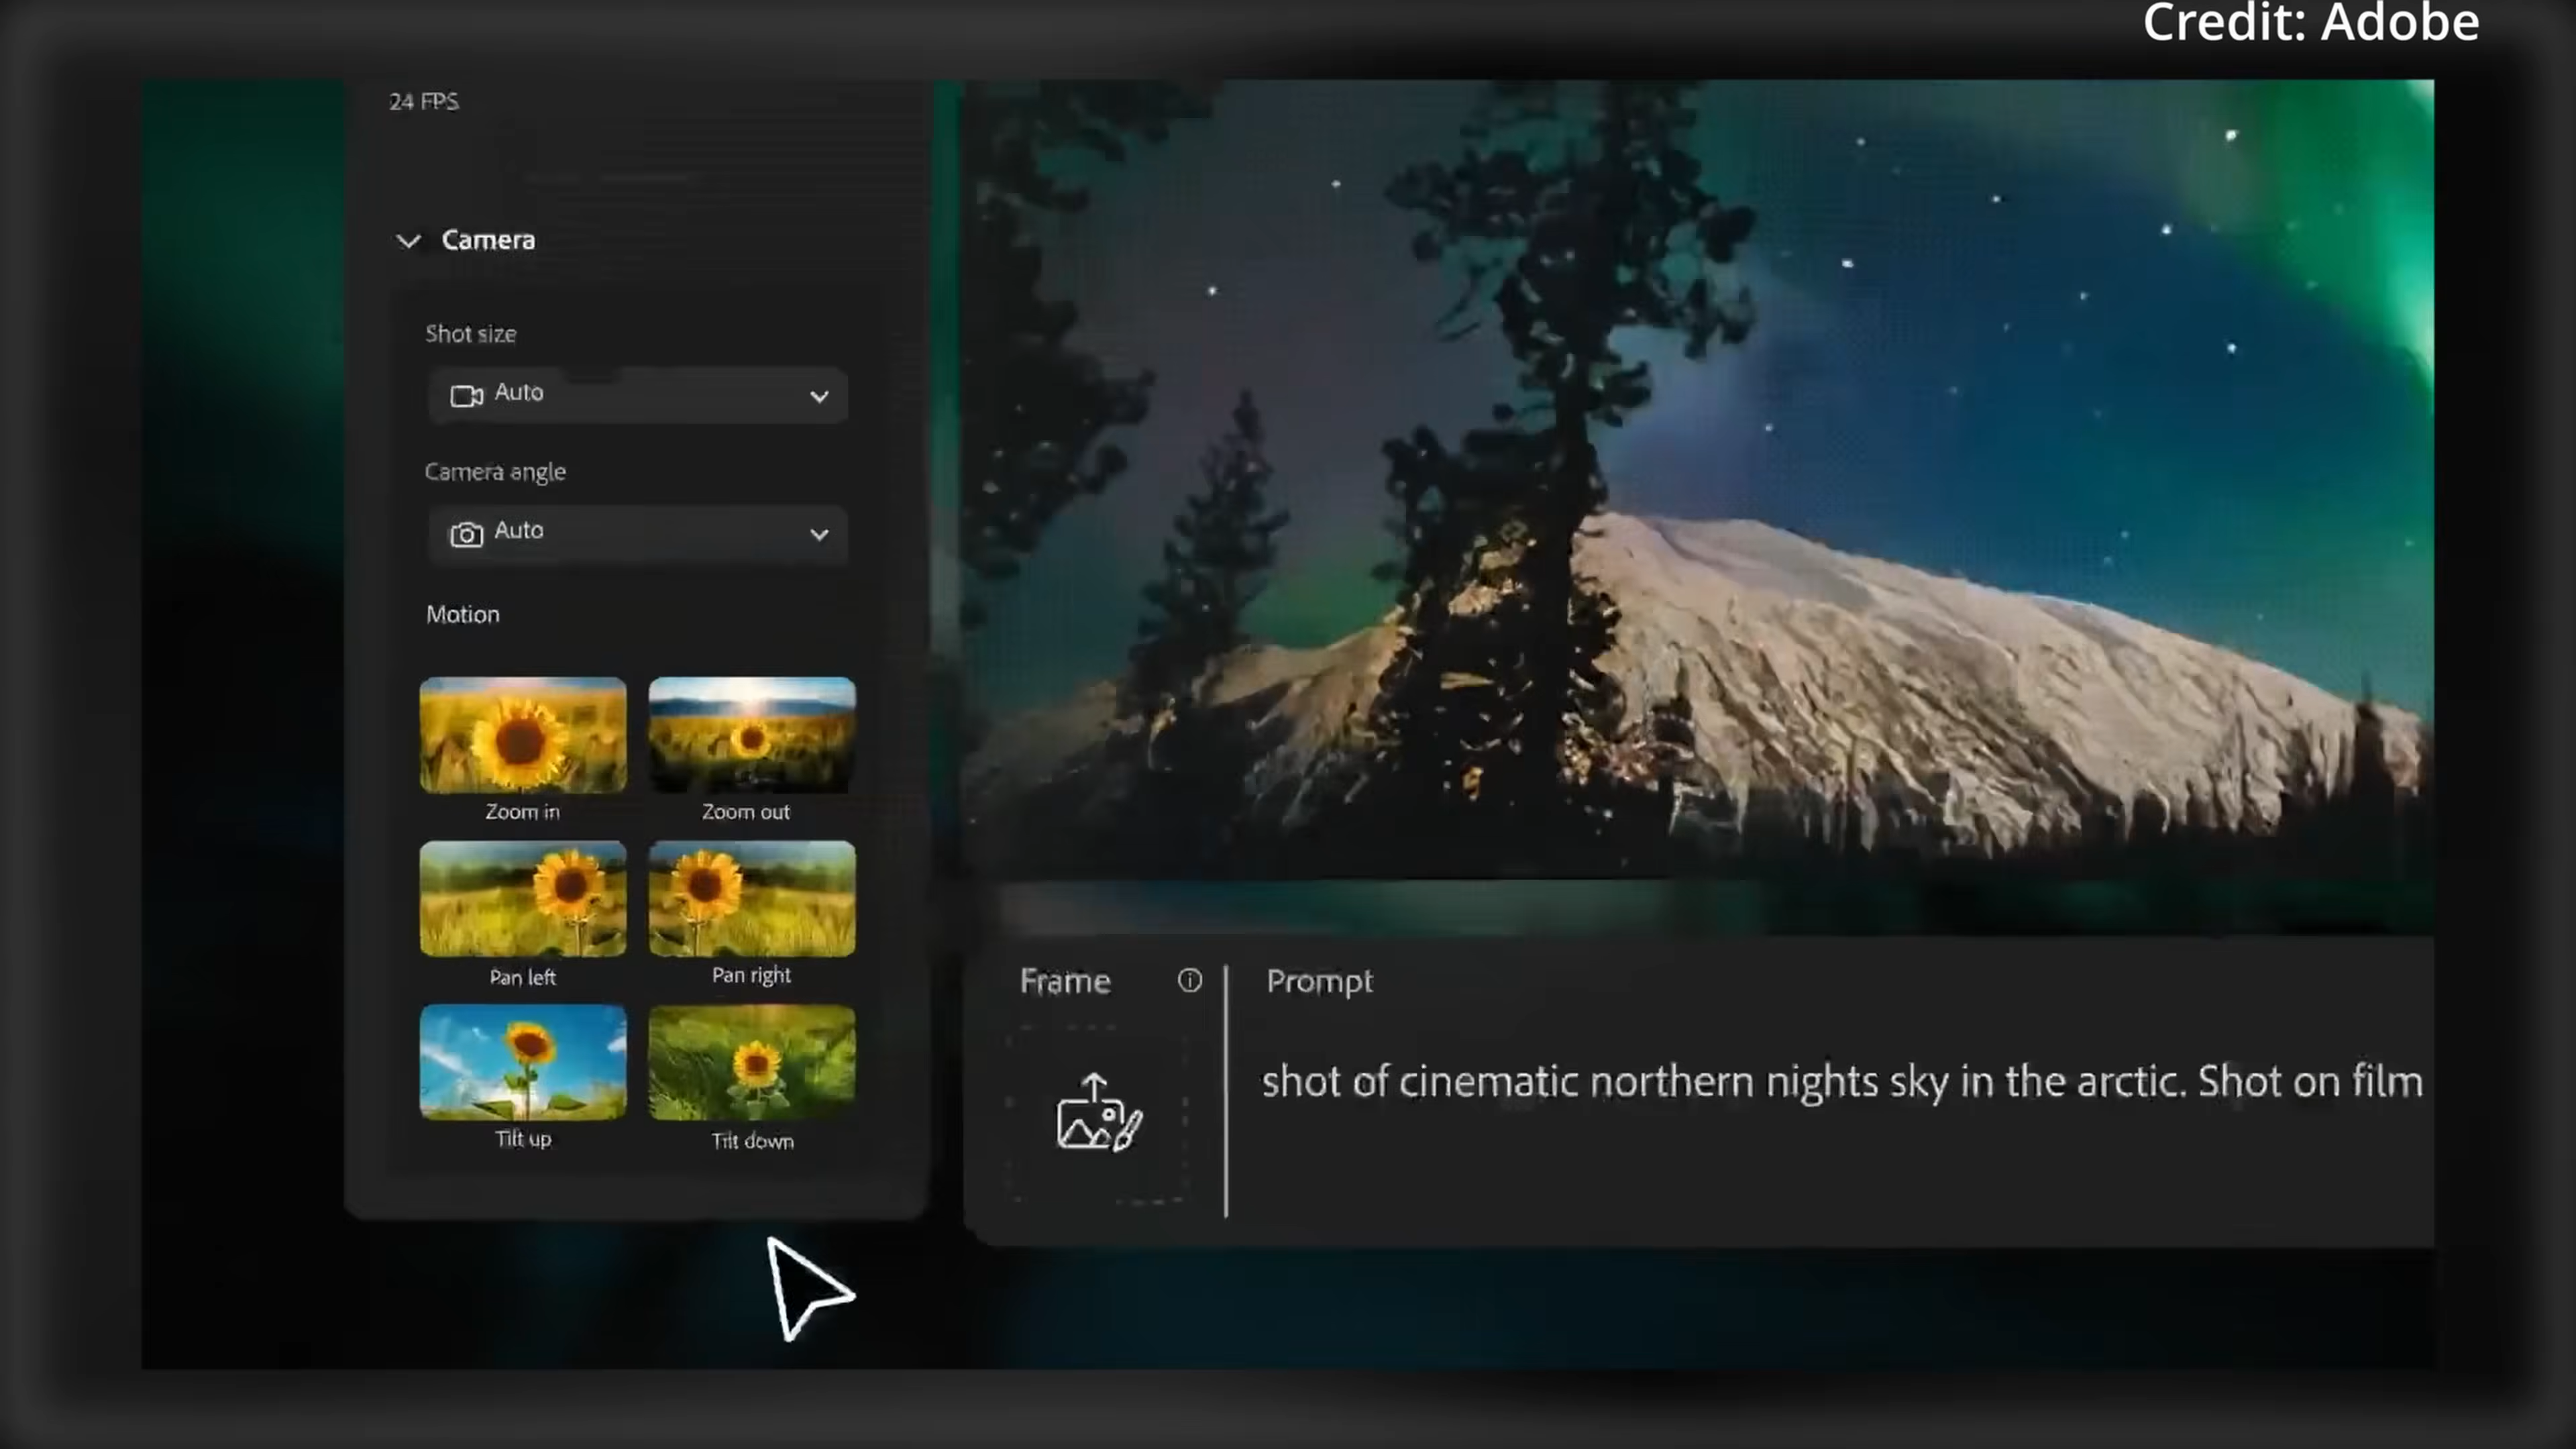 Credit: Adobe
24 FPS
Camera
Shot size
Auto
Camera angle
Auto
Motion
Zoom in
Zoom out
Pan left
Pan right
Tilt up
Tilt down
Frame
Prompt
shot of cinematic northern nights sky in the arctic. Shot on film